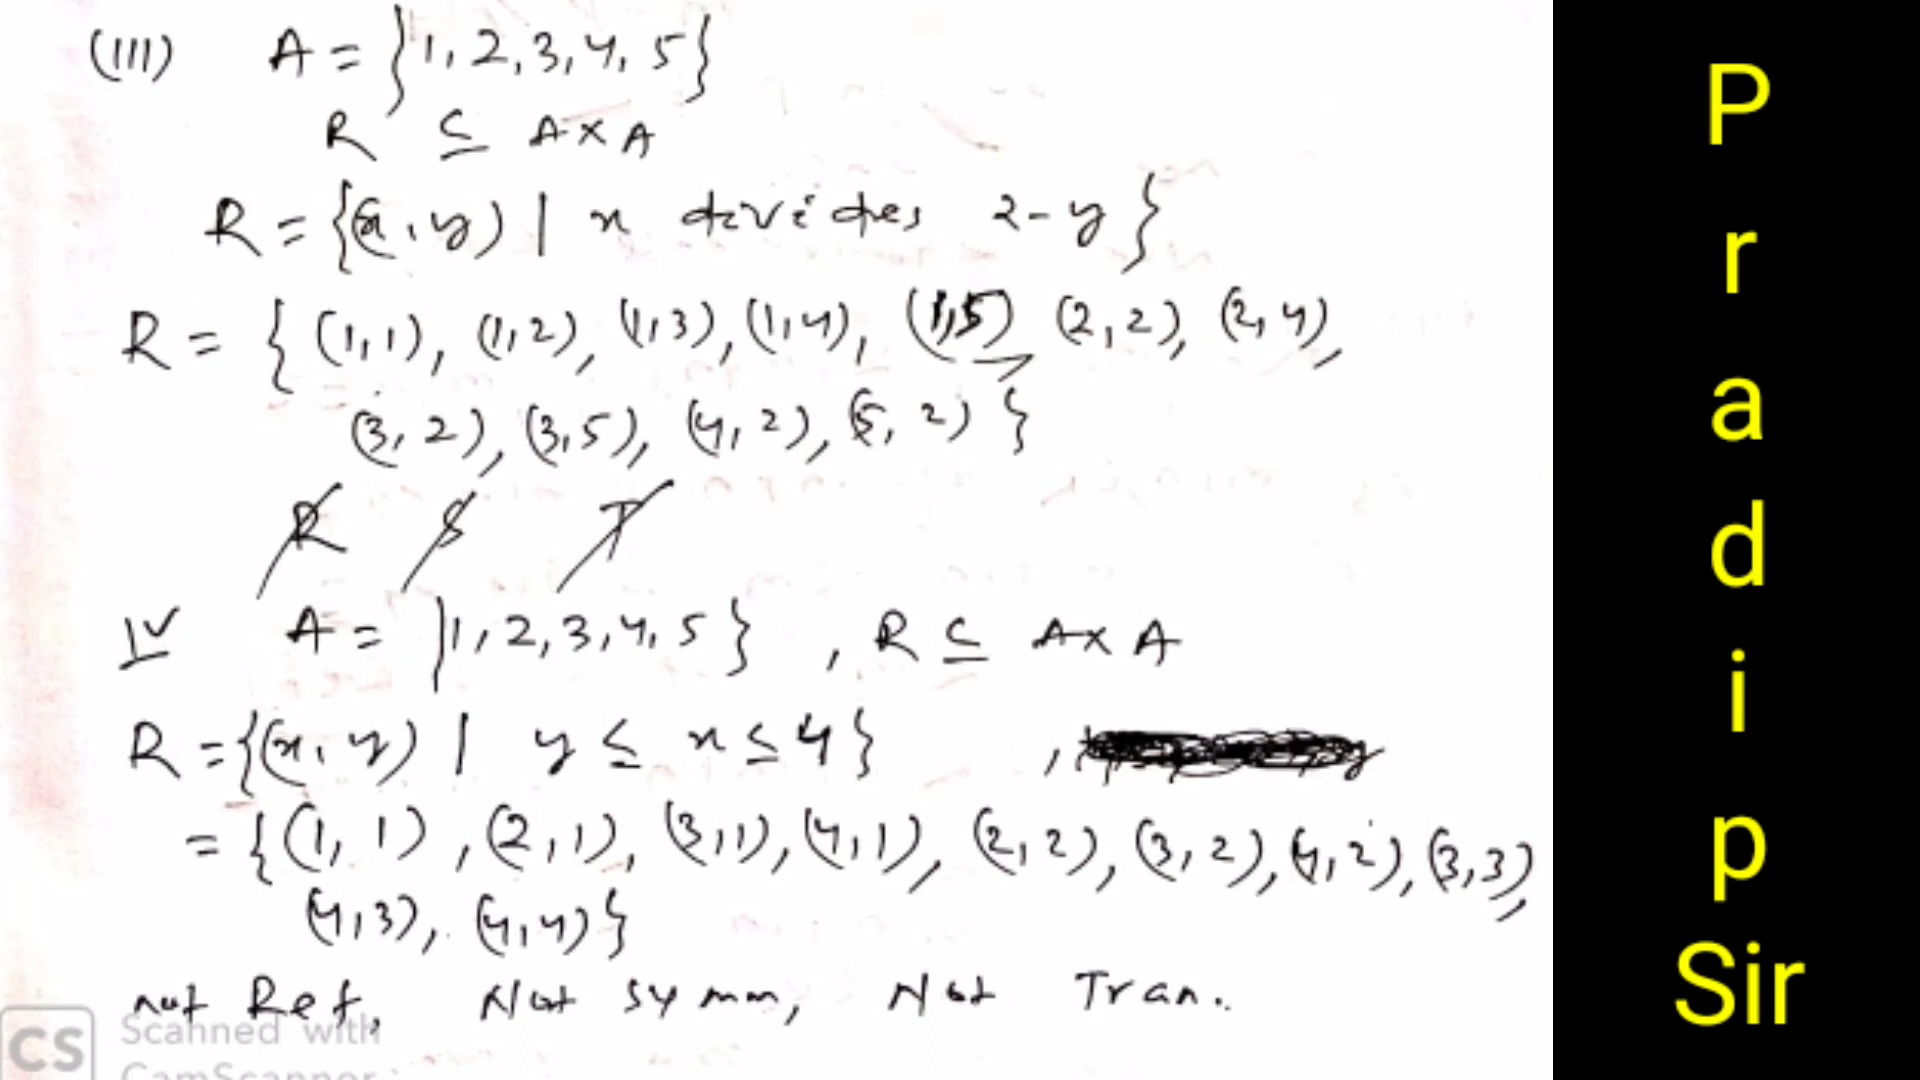 (III) A = {1, 2, 3, 4, 5}
R ⊆ A×A
R = {(x, y) | x divides 2-y}
R = { (1,1), (1,2), (1,3), (1,4), (1,5), (2,2), (2,4),
(3,2), (3,5), (4,2), (5,2) }
R̸ S̸ T̸
IV A = {1, 2, 3, 4, 5} , R ⊆ A×A
R = {(x, y) | y ≤ x ≤ 4} ,
= {(1, 1), (2,1), (3,1), (4,1), (2,2), (3,2), (4,2), (3,3),
(4,3), (4,4)}
not Ref, Not symm, Not Tran.
CS Scanned with
CamScanner
P
r
a
d
i
p
Sir